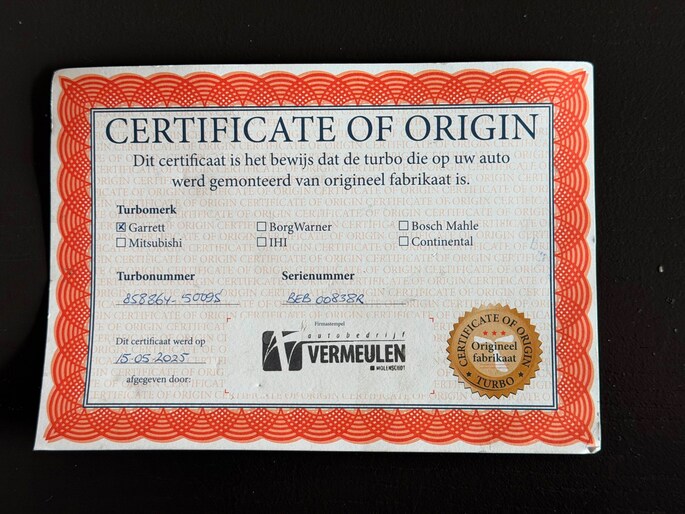 CERTIFICATE OF ORIGIN
Dit certificaat is het bewijs dat de turbo die op uw auto
werd gemonteerd van origineel fabrikaat is.
Turbomerk
☒ Garrett ☐ BorgWarner ☐ Bosch Mahle
☐ Mitsubishi ☐ IHI ☐ Continental
Turbonummer Serienummer
858864-5009S BEB 00838R
Dit certificaat werd op
15-05-2025
afgegeven door:
Firmastempel
autobedrijf
VERMEULEN
MOLENSCHOT
CERTIFICATE OF ORIGIN
Origineel
fabrikaat
TURBO